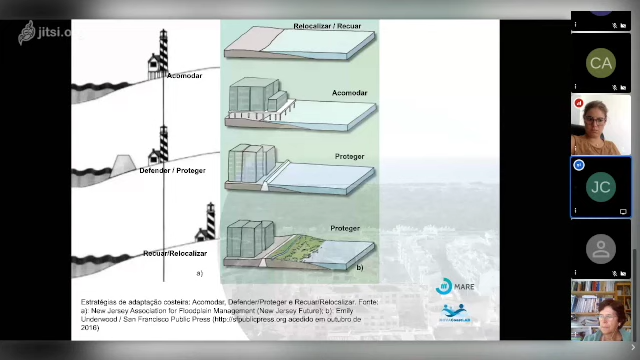 jitsi.org
Relocalizar / Recuar
Acomodar
Acomodar
Proteger
Defender / Proteger
Proteger
Recuar/Relocalizar
a)
b)
MARE
Estratégias de adaptação costeira: Acomodar, Defender/Proteger e Recuar/Relocalizar. Fonte:
a): New Jersey Association for Floodplain Management (New Jersey Future); b): Emily
Underwood / San Francisco Public Press (http://sfpublicpress.org acedido em outubro de
2016)
CA
JC